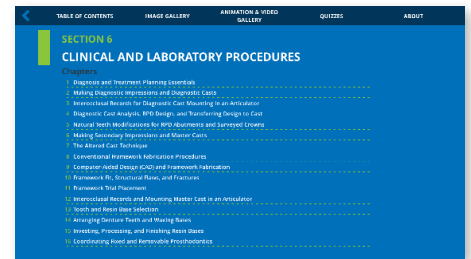 TABLE OF CONTENTS
IMAGE GALLERY
ANIMATION & VIDEO
GALLERY
QUIZZES
ABOUT
SECTION 6
CLINICAL AND LABORATORY PROCEDURES
Chapters
1 Diagnosis and Treatment Planning Essentials
2 Making Diagnostic Impressions and Diagnostic Casts
3 Interocclusal Records for Diagnostic Cast Mounting in an Articulator
4 Diagnostic Cast Analysis, RPD Design, and Transferring Design to Cast
5 Natural Teeth Modifications for RPD Abutments and Surveyed Crowns
6 Making Secondary Impressions and Master Casts
7 The Altered Cast Technique
8 Conventional Framework Fabrication Procedures
9 Computer-Aided Design (CAD) and Framework Fabrication
10 Framework Fit, Structural Flaws, and Fractures
11 Framework Trial Placement
12 Interocclusal Records and Mounting Master Cast in an Articulator
13 Tooth and Resin Base Selection
14 Arranging Denture Teeth and Waxing Bases
15 Investing, Processing, and Finishing Resin Bases
16 Coordinating Fixed and Removable Prosthodontics